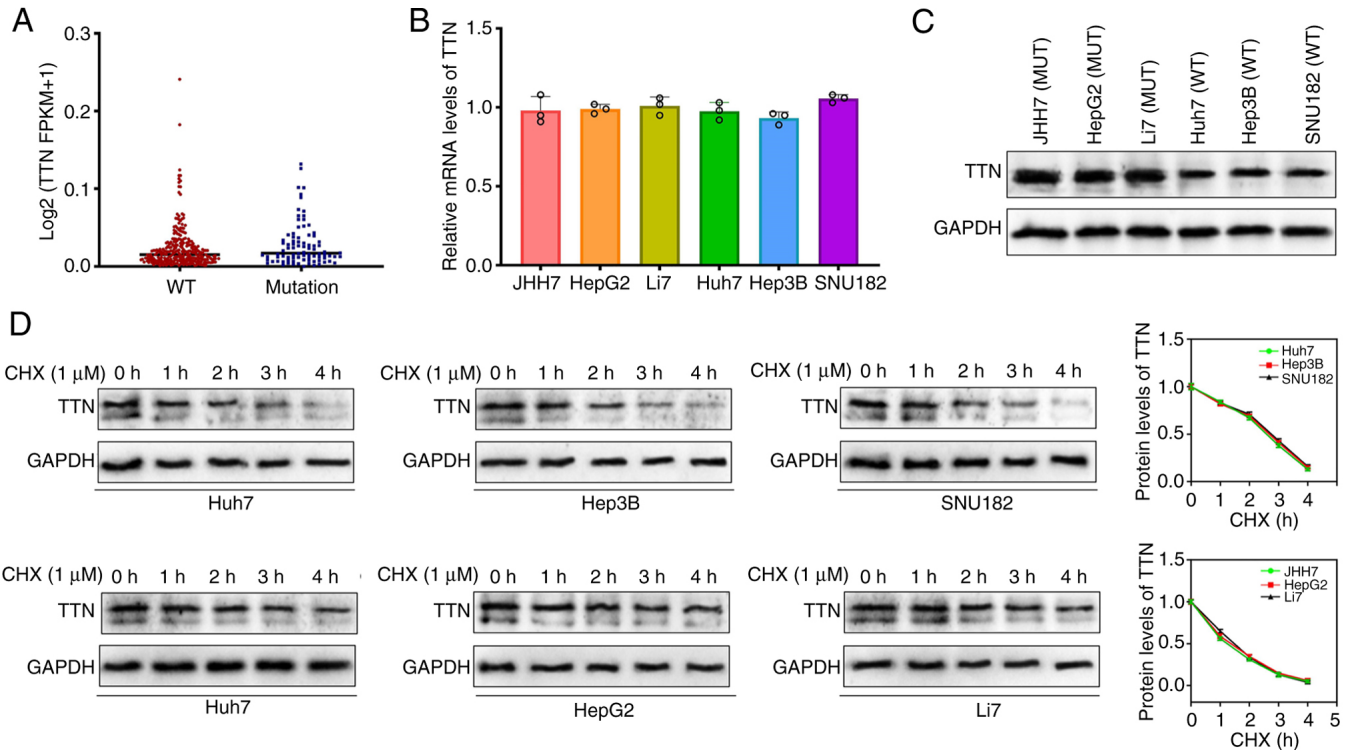 A
Log2 (TTN FPKM+1)
0.3
0.2
0.1
0.0
WT Mutation
B
Relative mRNA levels of TTN
1.5
1.0
0.5
0.0
JHH7 HepG2 Li7 Huh7 Hep3B SNU182
C
JHH7 (MUT)
HepG2 (MUT)
Li7 (MUT)
Huh7 (WT)
Hep3B (WT)
SNU182 (WT)
TTN
GAPDH
D
CHX (1 μM) 0 h 1 h 2 h 3 h 4 h
TTN
GAPDH
Huh7
CHX (1 μM) 0 h 1 h 2 h 3 h 4 h
TTN
GAPDH
Hep3B
CHX (1 μM) 0 h 1 h 2 h 3 h 4 h
TTN
GAPDH
SNU182
Protein levels of TTN
1.5
1.0
0.5
0.0
Huh7
Hep3B
SNU182
0 1 2 3 4 5
CHX (h)
CHX (1 μM) 0 h 1 h 2 h 3 h 4 h
TTN
GAPDH
Huh7
CHX (1 μM) 0 h 1 h 2 h 3 h 4 h
TTN
GAPDH
HepG2
CHX (1 μM) 0 h 1 h 2 h 3 h 4 h
TTN
GAPDH
Li7
Protein levels of TTN
1.5
1.0
0.5
0.0
JHH7
HepG2
Li7
0 1 2 3 4 5
CHX (h)